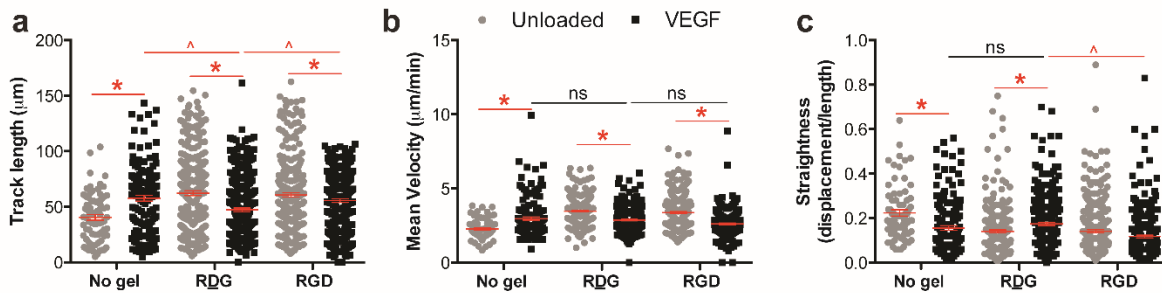 a
b
c
Unloaded
VEGF
Track length (μm)
200
150
100
50
0
^
^
*
*
*
No gel
RDG
RGD
Mean Velocity (μm/min)
15
10
5
0
ns
ns
*
*
*
No gel
RDG
RGD
Straightness
(displacement/length)
1.0
0.8
0.6
0.4
0.2
0.0
ns
^
*
*
No gel
RDG
RGD